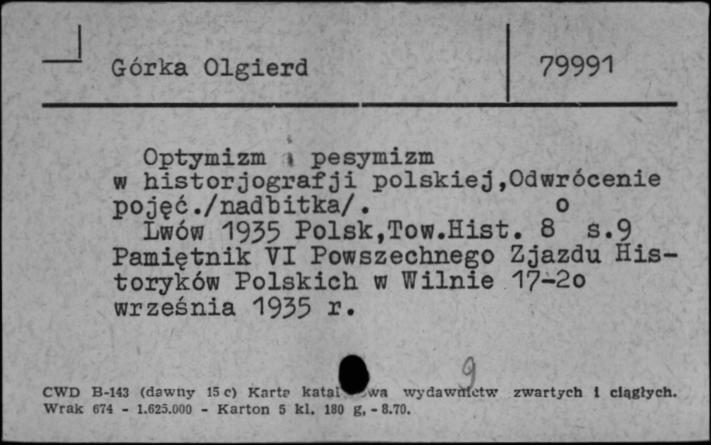 Górka Olgierd
79991
Optymizm i pesymizm
w historjografji polskiej,Odwrócenie
pojęć./nadbitka/. o
Lwów 1935 Polsk,Tow.Hist. 8 s.9
Pamiętnik VI Powszechnego Zjazdu His-
toryków Polskich w Wilnie 17-2o
września 1935 r.
9
CWD B-143 (dawny 15 c) Karta wydawnictw zwartych i ciągłych.
Wrak 674 - 1.625.000 - Karton 5 kl. 180 g, - 8.70.